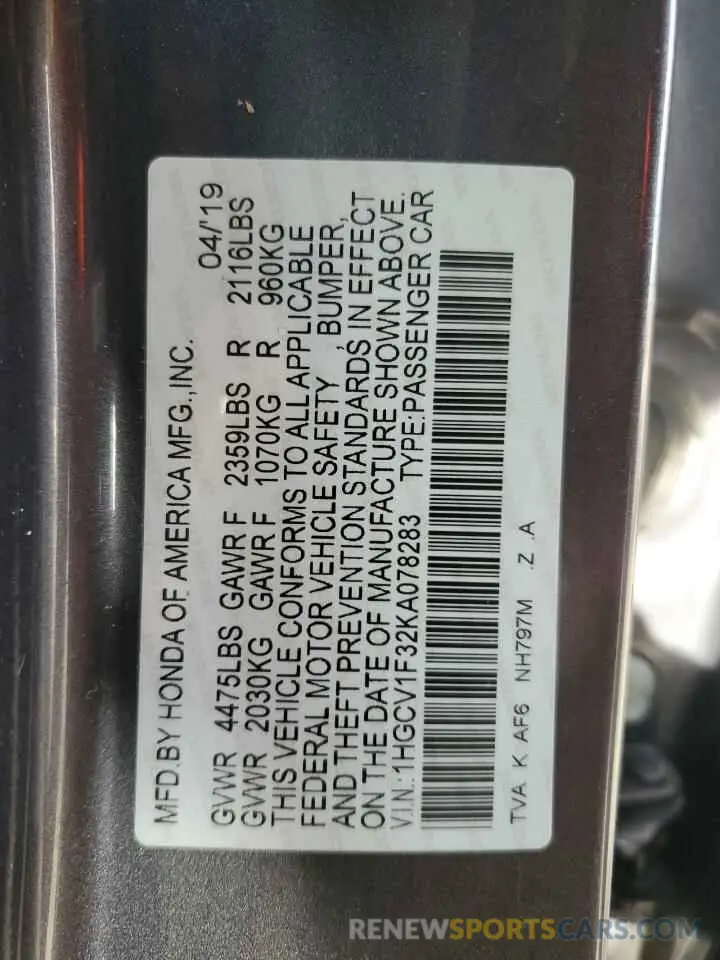 MFD.BY HONDA OF AMERICA MFG.,INC. 04/'19
GVWR 4475LBS GAWR F 2359LBS R 2116LBS
GVWR 2030KG GAWR F 1070KG R 960KG
THIS VEHICLE CONFORMS TO ALL APPLICABLE
FEDERAL MOTOR VEHICLE SAFETY , BUMPER,
AND THEFT PREVENTION STANDARDS IN EFFECT
ON THE DATE OF MANUFACTURE SHOWN ABOVE.
V.I.N.:1HGCV1F32KA078283 TYPE:PASSENGER CAR
TVA K AF6 NH797M .Z .A
RENEWSPORTSCARS.COM